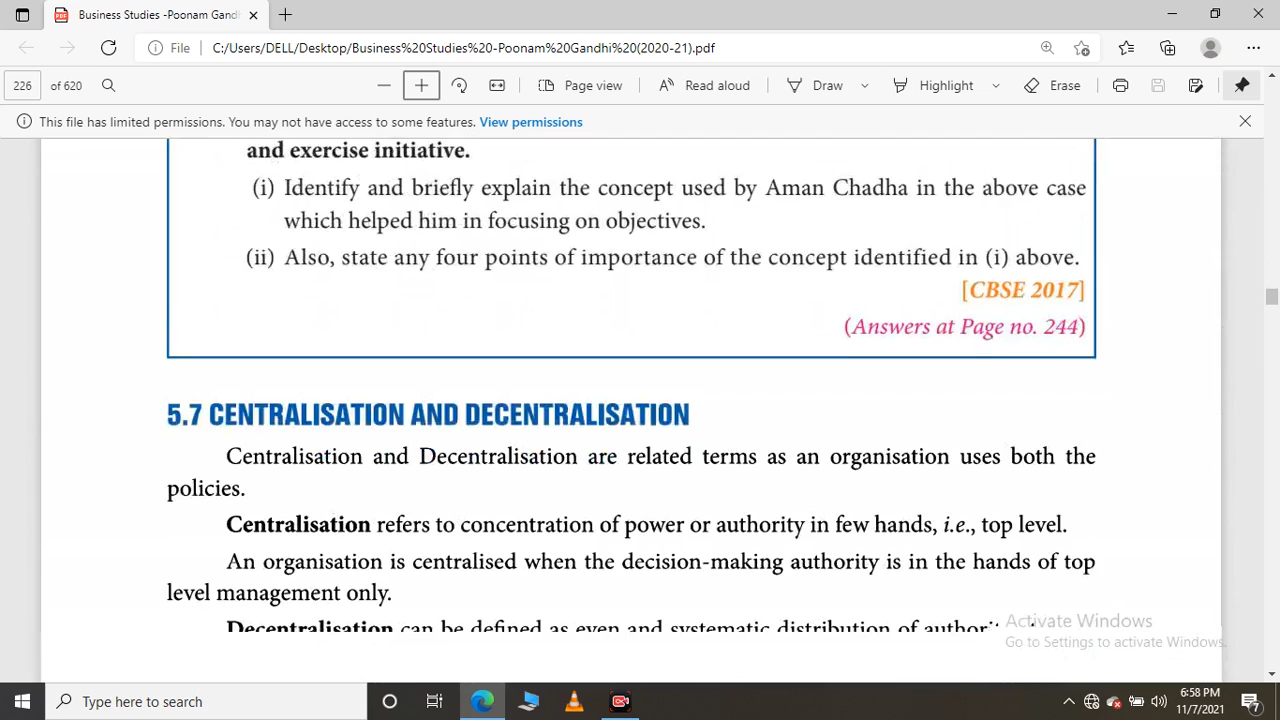 Business Studies -Poonam Gandh
File
C:/Users/DELL/Desktop/Business%20Studies%20-Poonam%20Gandhi%20(2020-21).pdf
226 of 620
Page view
Read aloud
Draw
Highlight
Erase
This file has limited permissions. You may not have access to some features. View permissions
and exercise initiative.
(i) Identify and briefly explain the concept used by Aman Chadha in the above case
which helped him in focusing on objectives.
(ii) Also, state any four points of importance of the concept identified in (i) above.
[CBSE 2017]
(Answers at Page no. 244)
5.7 CENTRALISATION AND DECENTRALISATION
Centralisation and Decentralisation are related terms as an organisation uses both the
policies.
Centralisation refers to concentration of power or authority in few hands, i.e., top level.
An organisation is centralised when the decision-making authority is in the hands of top
level management only.
Decentralisation can be defined as even and systematic distribution of
Activate Windows
Go to Settings to activate Windows.
Type here to search
6:58 PM
11/7/2021
7